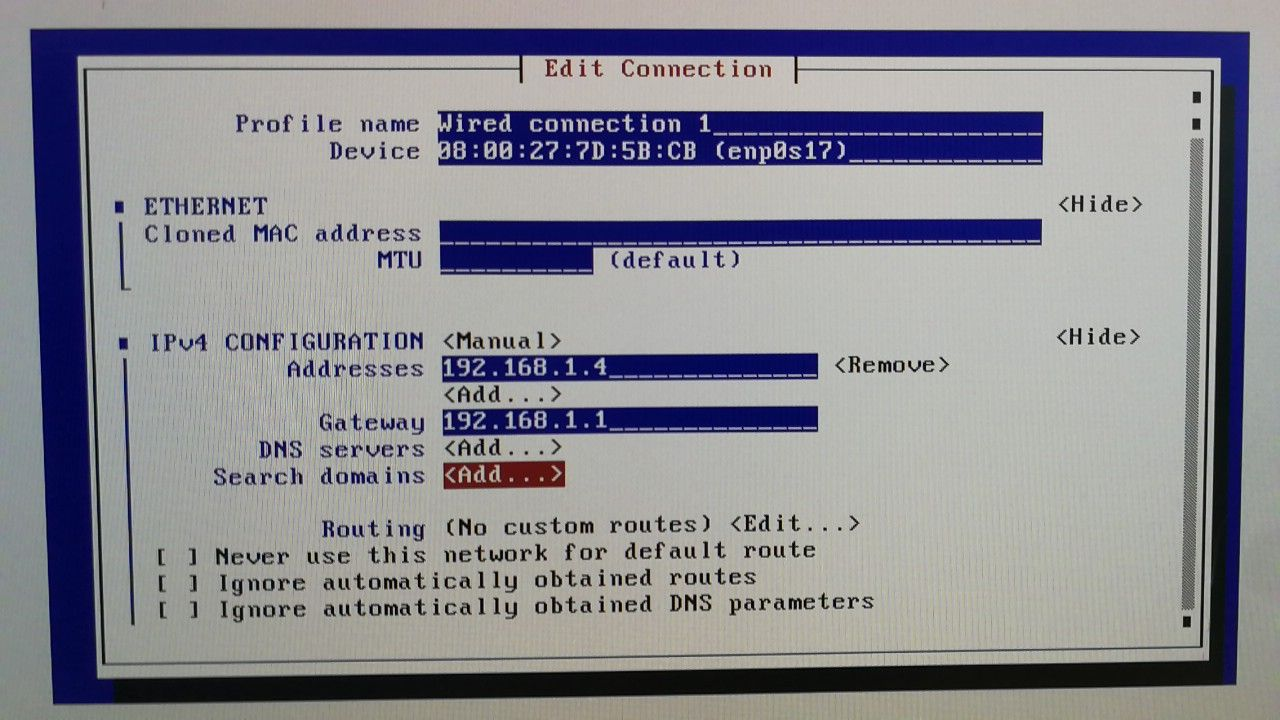 Edit Connection
Profile name Wired connection 1
Device 08:00:27:7D:5B:CB (enp0s17)
ETHERNET <Hide>
Cloned MAC address
MTU (default)
IPv4 CONFIGURATION <Manual> <Hide>
Addresses 192.168.1.4 <Remove>
<Add...>
Gateway 192.168.1.1
DNS servers <Add...>
Search domains <Add...>
Routing (No custom routes) <Edit...>
[ ] Never use this network for default route
[ ] Ignore automatically obtained routes
[ ] Ignore automatically obtained DNS parameters